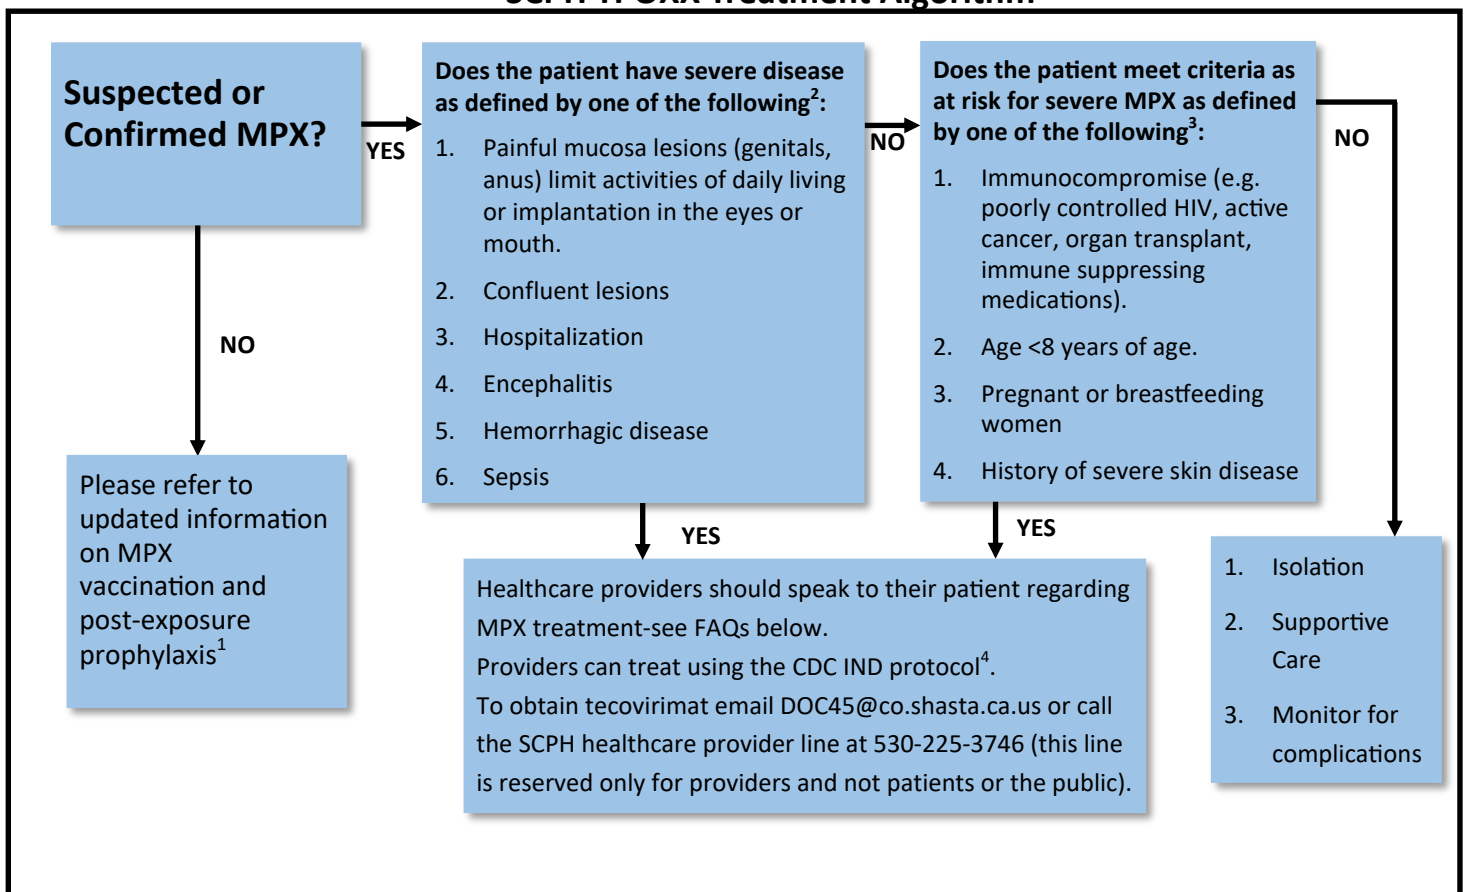 SCPH TPOXX Treatment Algorithm
Suspected or
Confirmed MPX?
YES
NO
Please refer to
updated information
on MPX
vaccination and
post-exposure
prophylaxis1
Does the patient have severe disease
as defined by one of the following2:
1. Painful mucosa lesions (genitals,
anus) limit activities of daily living
or implantation in the eyes or
mouth.
2. Confluent lesions
3. Hospitalization
4. Encephalitis
5. Hemorrhagic disease
6. Sepsis
NO
YES
Does the patient meet criteria as
at risk for severe MPX as defined
by one of the following3:
1. Immunocompromise (e.g.
poorly controlled HIV, active
cancer, organ transplant,
immune suppressing
medications).
2. Age <8 years of age.
3. Pregnant or breastfeeding
women
4. History of severe skin disease
NO
YES
Healthcare providers should speak to their patient regarding
MPX treatment-see FAQs below.
Providers can treat using the CDC IND protocol4.
To obtain tecovirimat email DOC45@co.shasta.ca.us or call
the SCPH healthcare provider line at 530-225-3746 (this line
is reserved only for providers and not patients or the public).
1. Isolation
2. Supportive
Care
3. Monitor for
complications